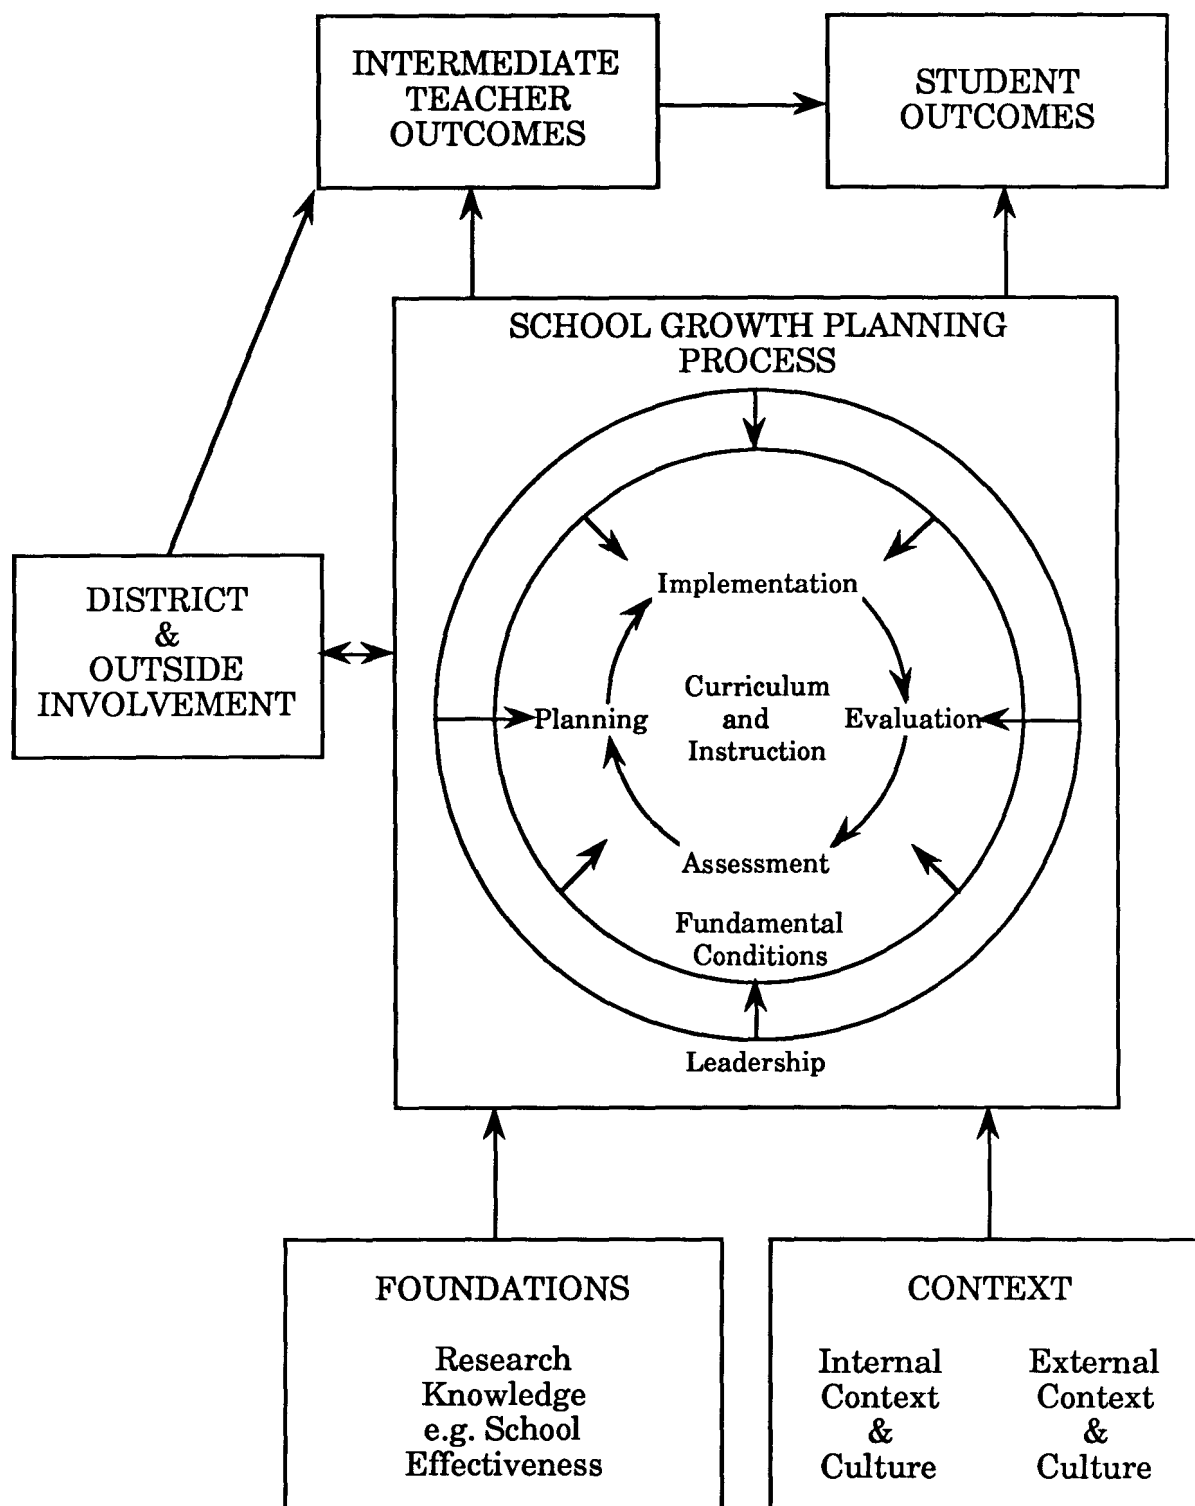 INTERMEDIATE
TEACHER
OUTCOMES
STUDENT
OUTCOMES
SCHOOL GROWTH PLANNING
PROCESS
DISTRICT
&
OUTSIDE
INVOLVEMENT
Implementation
Planning
Curriculum
and
Instruction
Evaluation
Assessment
Fundamental
Conditions
Leadership
FOUNDATIONS
Research
Knowledge
e.g. School
Effectiveness
CONTEXT
Internal
Context
&
Culture
External
Context
&
Culture